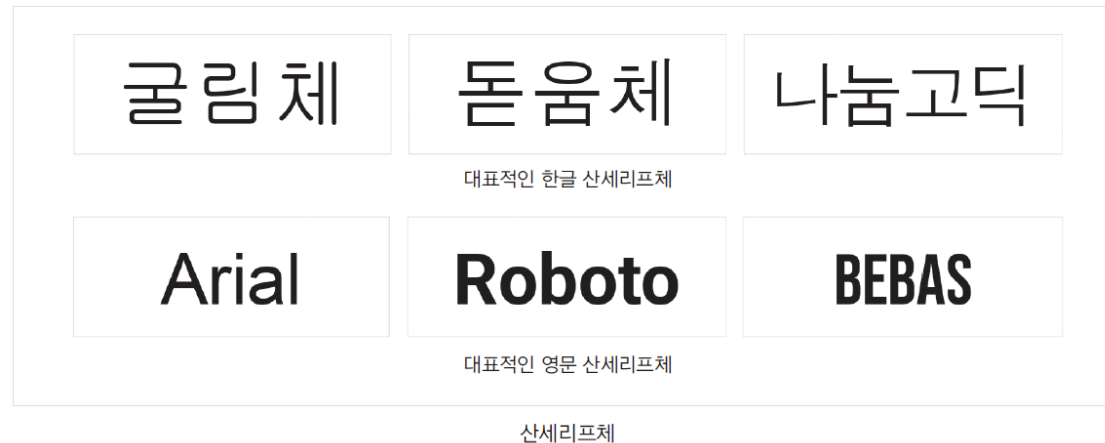 굴림체 돋움체 나눔고딕
대표적인 한글 산세리프체
Arial Roboto BEBAS
대표적인 영문 산세리프체
산세리프체